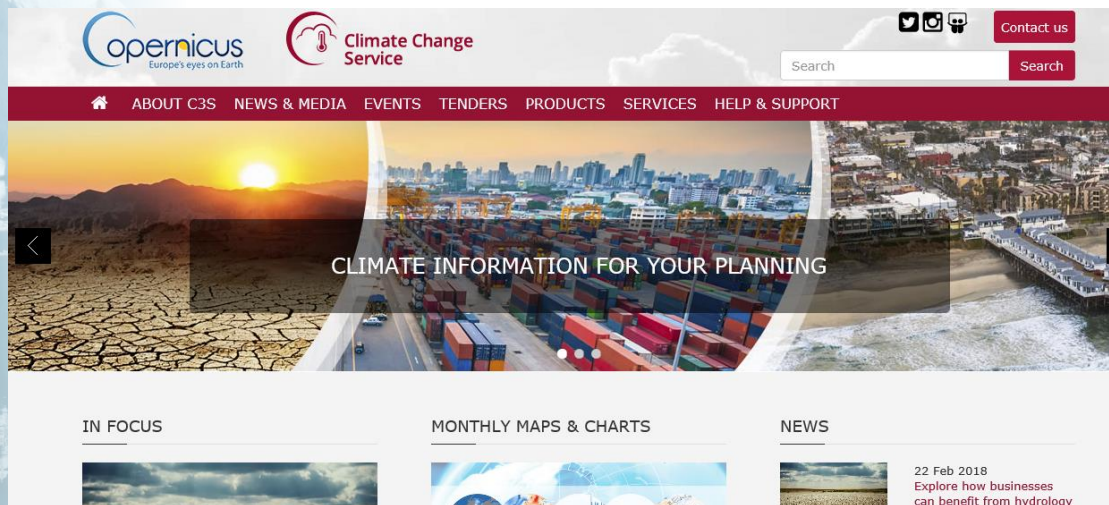 opernicus
Europe's eyes on Earth
Climate Change
Service
Contact us
Search
Search
ABOUT C3S NEWS & MEDIA EVENTS TENDERS PRODUCTS SERVICES HELP & SUPPORT
CLIMATE INFORMATION FOR YOUR PLANNING
IN FOCUS
MONTHLY MAPS & CHARTS
NEWS
22 Feb 2018
Explore how businesses
can benefit from hydrology